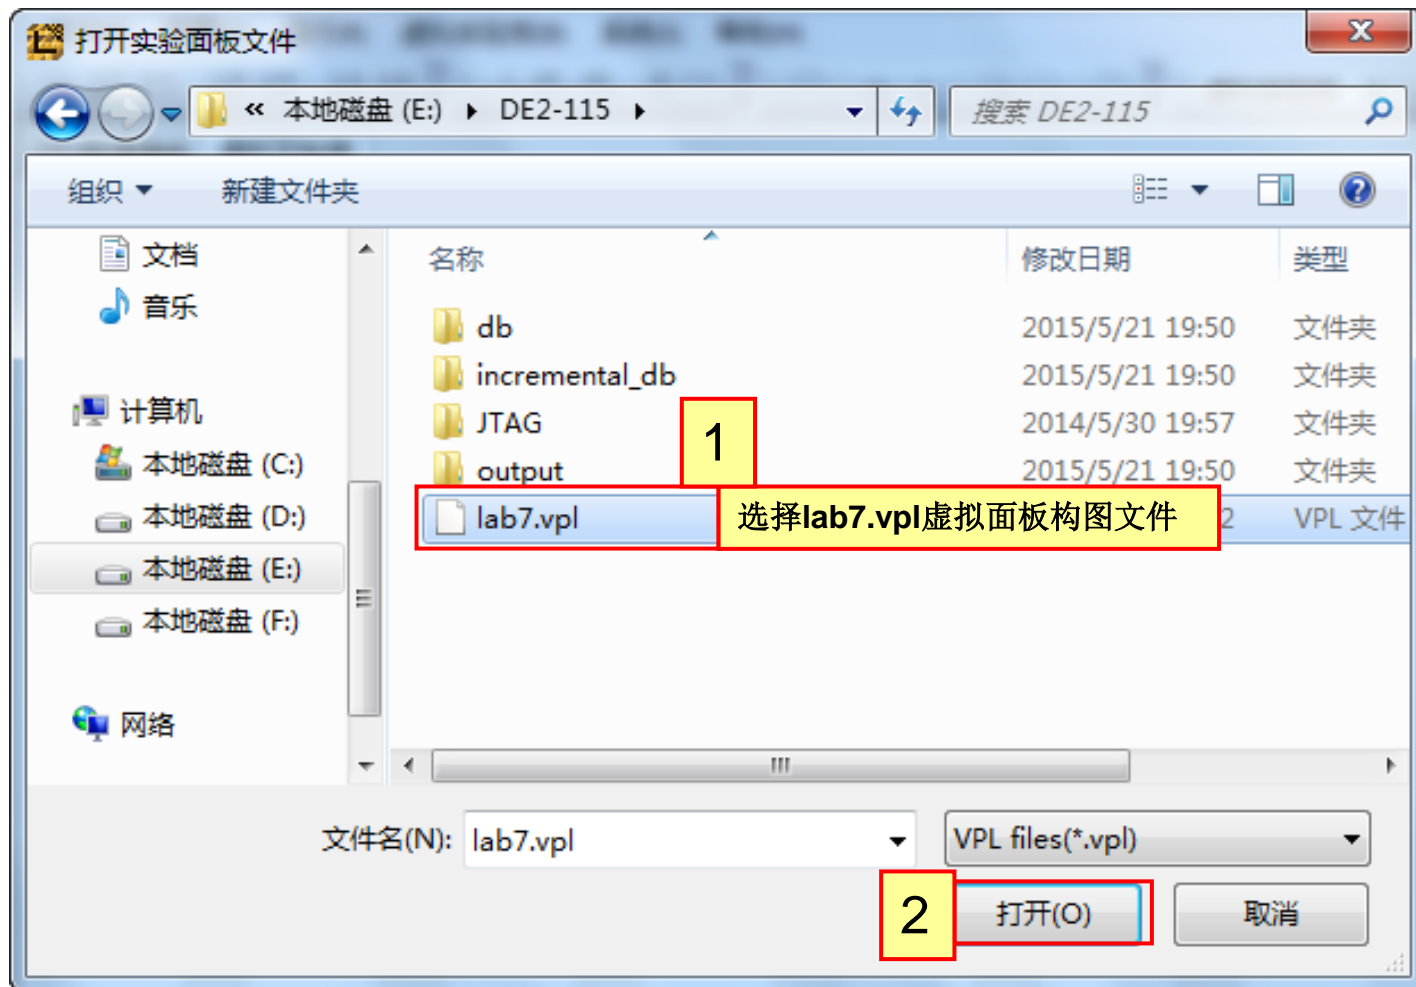 打开实验面板文件
« 本地磁盘 (E:) DE2-115
搜索 DE2-115
组织 新建文件夹
文档
音乐
计算机
本地磁盘 (C:)
本地磁盘 (D:)
本地磁盘 (E:)
本地磁盘 (F:)
网络
名称 修改日期 类型
db 2015/5/21 19:50 文件夹
incremental_db 2015/5/21 19:50 文件夹
JTAG 2014/5/30 19:57 文件夹
output 2015/5/21 19:50 文件夹
lab7.vpl 2 VPL 文件
1
选择lab7.vpl虚拟面板构图文件
文件名(N): lab7.vpl VPL files(*.vpl)
2
打开(O) 取消